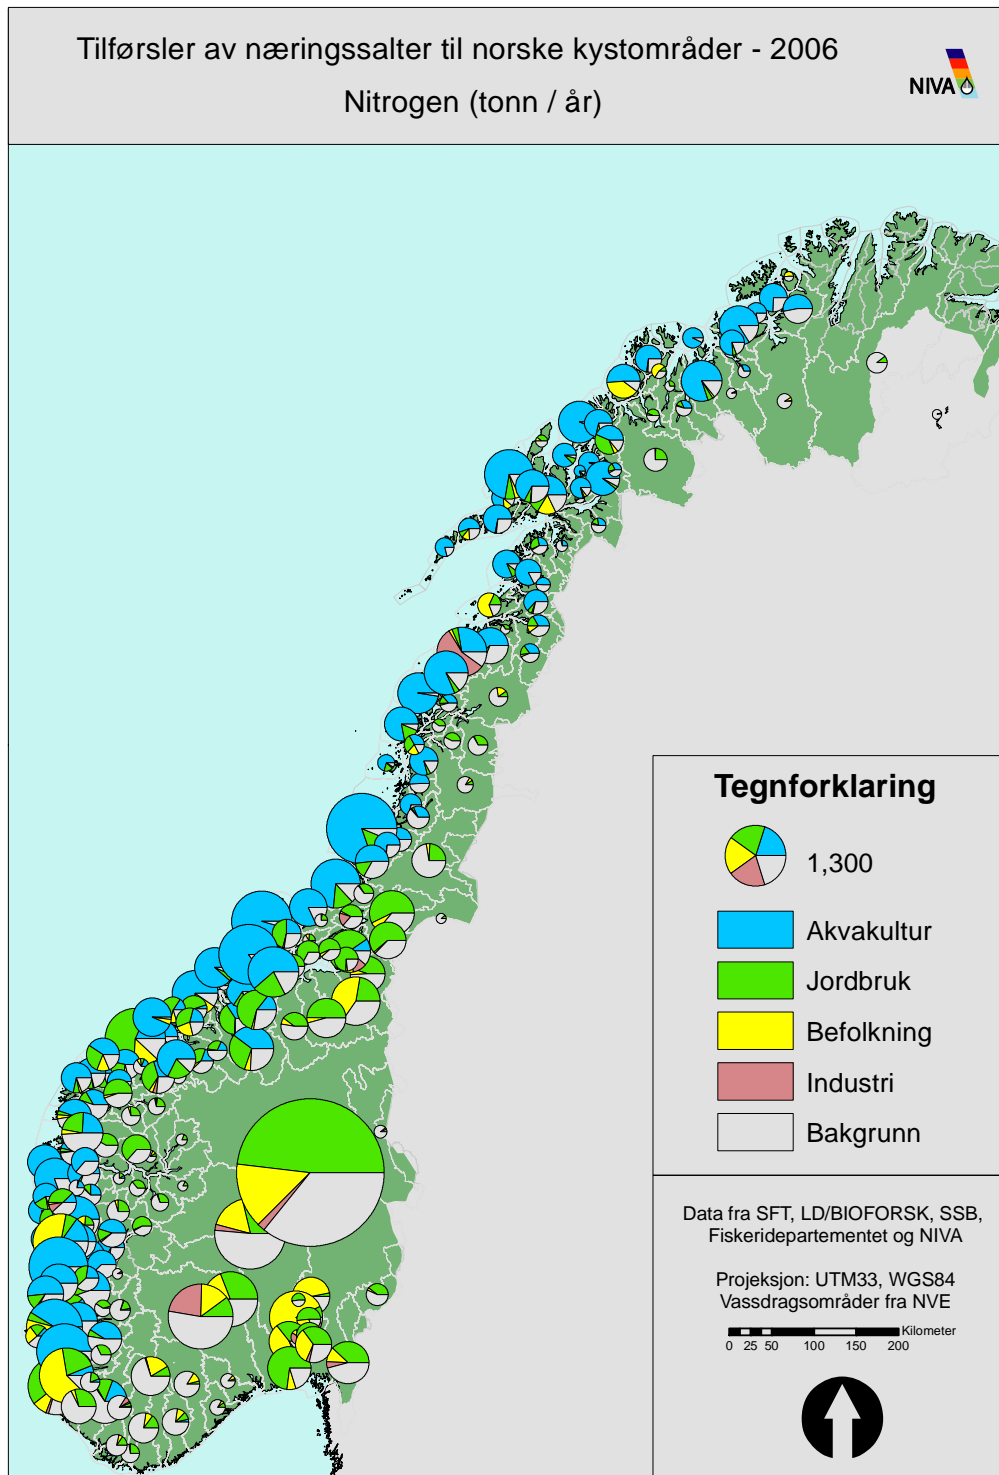 Tilførsler av næringssalter til norske kystområder - 2006
Nitrogen (tonn / år)
NIVA
Tegnforklaring
1,300
Akvakultur
Jordbruk
Befolkning
Industri
Bakgrunn
Data fra SFT, LD/BIOFORSK, SSB,
Fiskeridepartementet og NIVA
Projeksjon: UTM33, WGS84
Vassdragsområder fra NVE
Kilometer
0 25 50 100 150 200